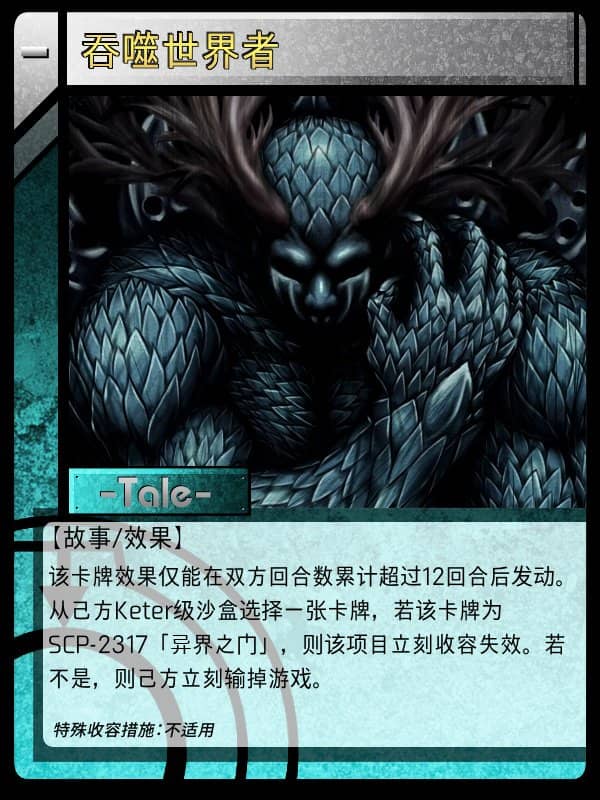 吞噬世界者
-Tale-
【故事/效果】
该卡牌效果仅能在双方回合数累计超过12回合后发动。
从己方Keter级沙盒选择一张卡牌，若该卡牌为
SCP-2317「异界之门」，则该项目立刻收容失效。若
不是，则己方立刻输掉游戏。
特殊收容措施：不适用